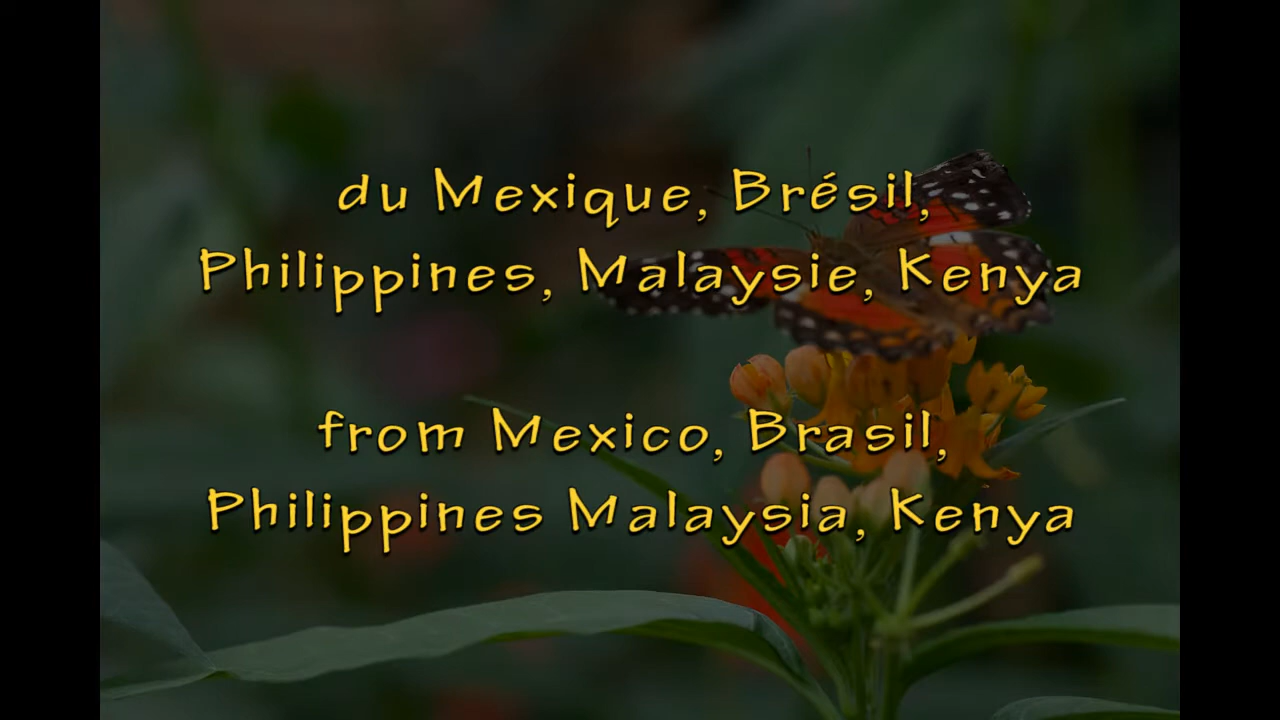 du Mexique, Brésil,
Philippines, Malaysie, Kenya
from Mexico, Brasil,
Philippines Malaysia, Kenya